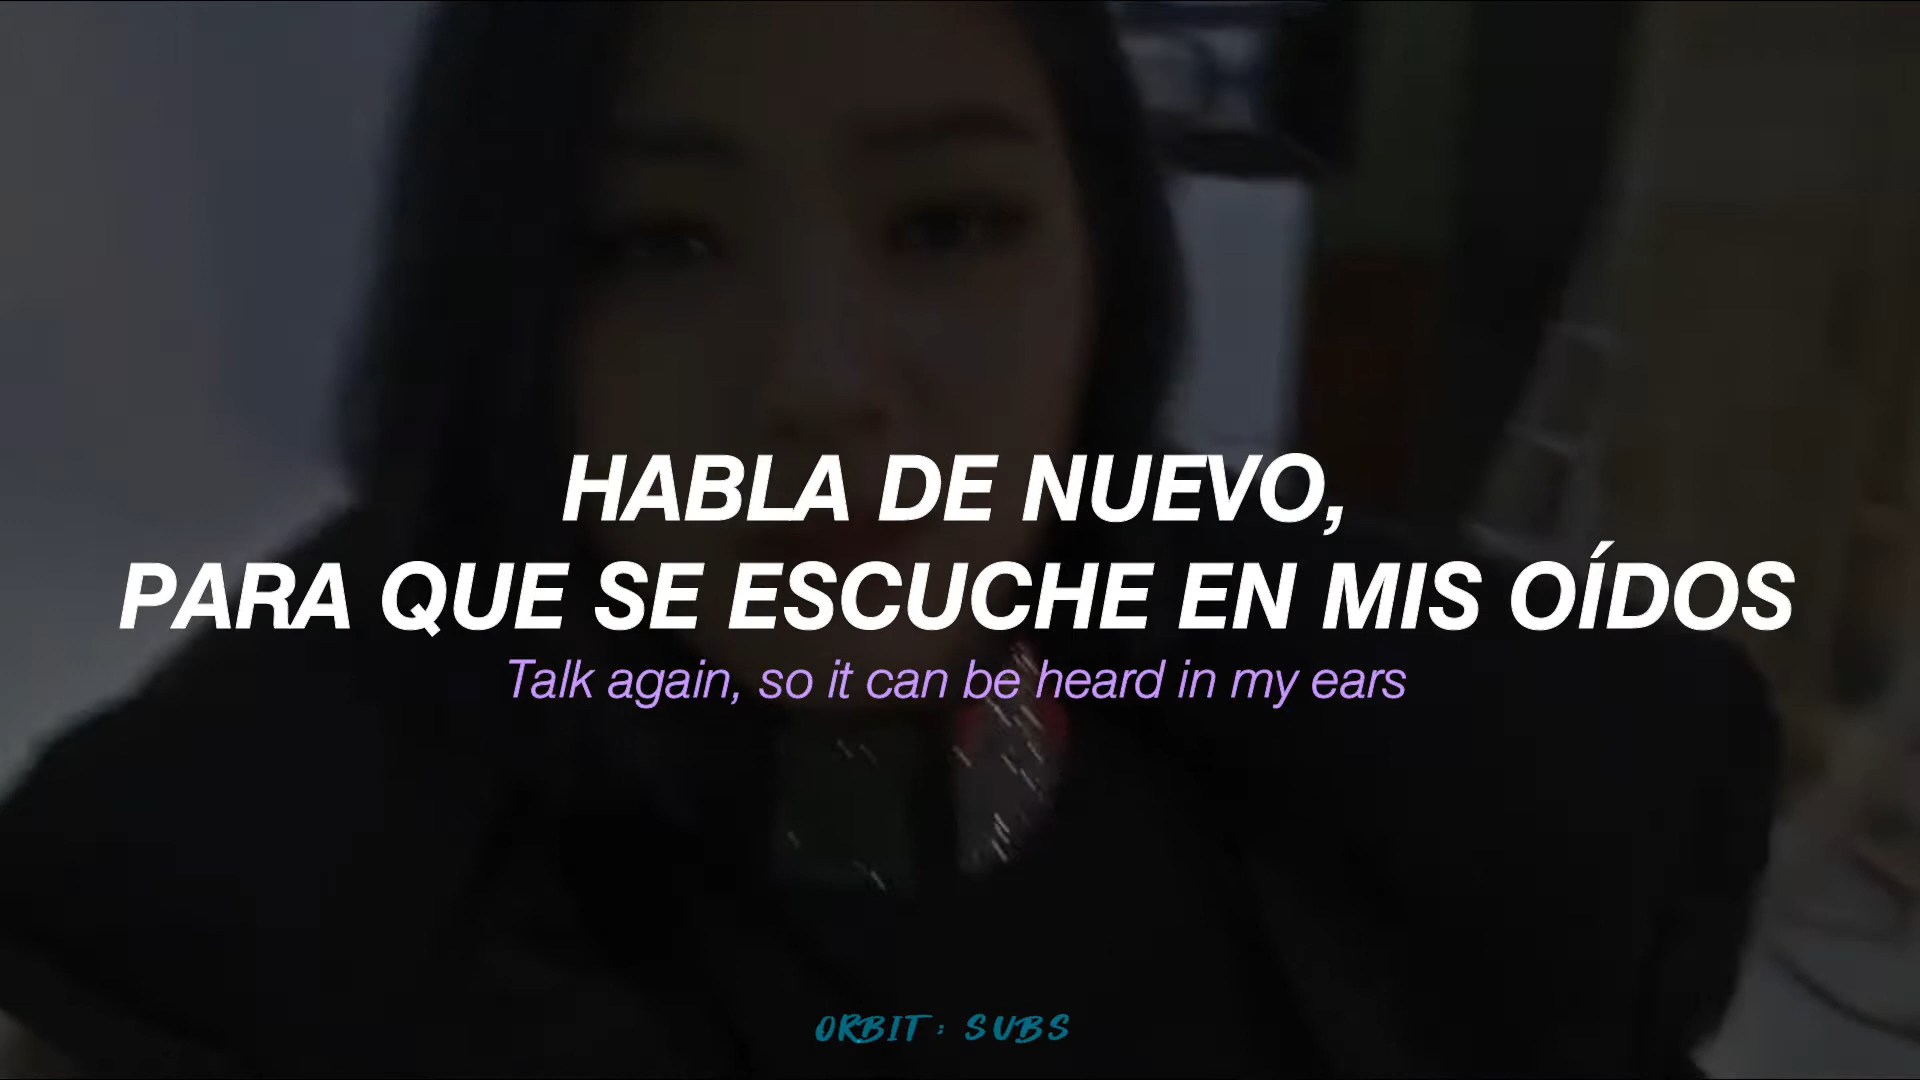 HABLA DE NUEVO,
PARA QUE SE ESCUCHE EN MIS OÍDOS
Talk again, so it can be heard in my ears
ORBIT: SUBS